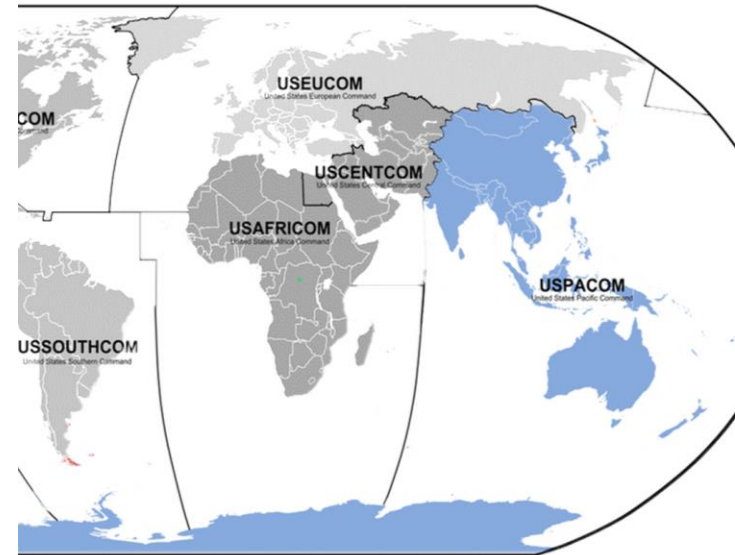 USEUCOM
United States European Command
COM
USCENTCOM
United States Central Command
USAFRICOM
United States Africa Command
USPACOM
United States Pacific Command
USSOUTHCOM
United States Southern Command